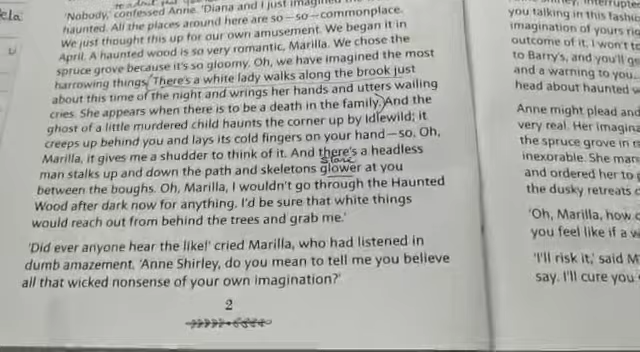 'Nobody,' confessed Anne. 'Diana and I just imagined
haunted. All the places around here are so—so—commonplace.
We just thought this up for our own amusement. We began it in
April. A haunted wood is so very romantic, Marilla. We chose the
spruce grove because it's so gloomy. Oh, we have imagined the most
harrowing things. There's a white lady walks along the brook just
about this time of the night and wrings her hands and utters wailing
cries. She appears when there is to be a death in the family. And the
ghost of a little murdered child haunts the corner up by Idlewild; it
creeps up behind you and lays its cold fingers on your hand—so. Oh,
Marilla, it gives me a shudder to think of it. And there's a headless
stare
man stalks up and down the path and skeletons glower at you
between the boughs. Oh, Marilla, I wouldn't go through the Haunted
Wood after dark now for anything. I'd be sure that white things
would reach out from behind the trees and grab me.'
'Did ever anyone hear the like!' cried Marilla, who had listened in
dumb amazement. 'Anne Shirley, do you mean to tell me you believe
all that wicked nonsense of your own imagination?'
2
you talking in this
imagination of yours
outcome of it. I won't
to Barry's, and you'll
and a warning to you.
head about haunted
Anne might plead and
very real. Her
the spruce grove in
inexorable. She
and ordered her to
the dusky retreats
'Oh, Marilla, how
you feel like if a
'I'll risk it,' said
say. I'll cure you